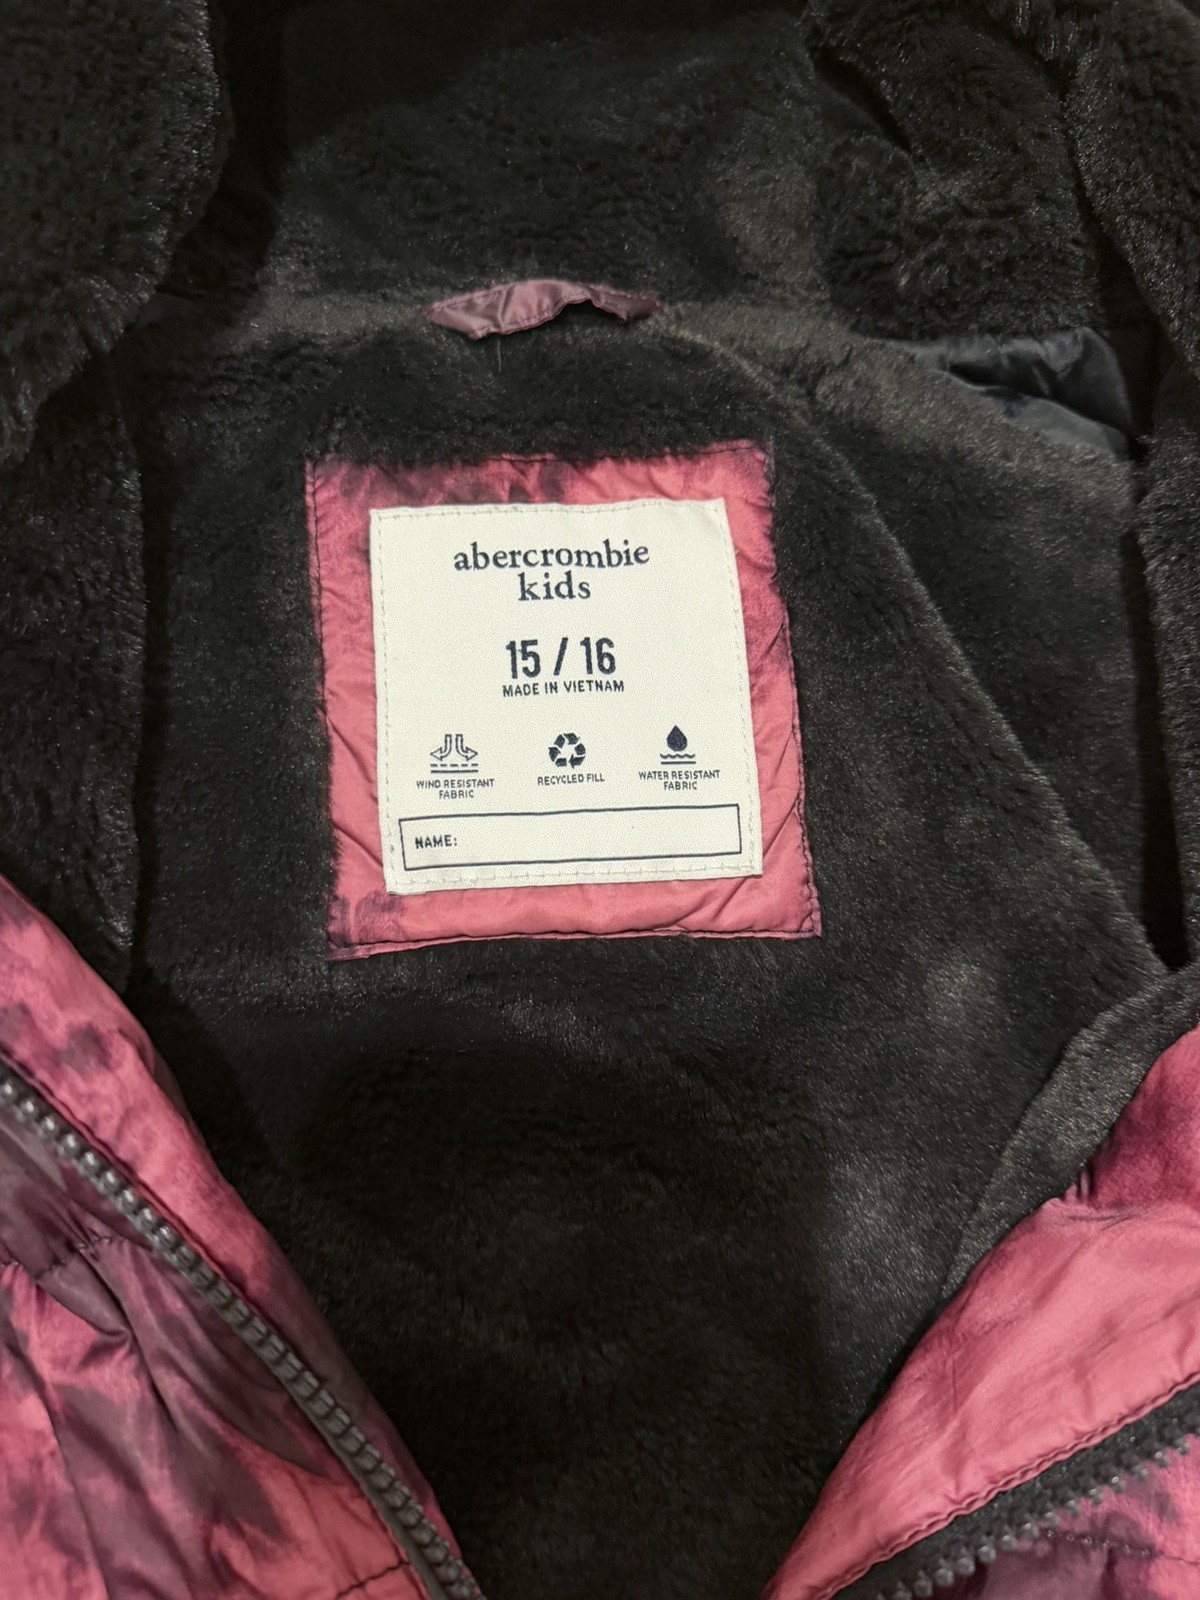 abercrombie
kids
15 / 16
MADE IN VIETNAM
WIND RESISTANT
FABRIC
RECYCLED FILL
WATER RESISTANT
FABRIC
NAME: